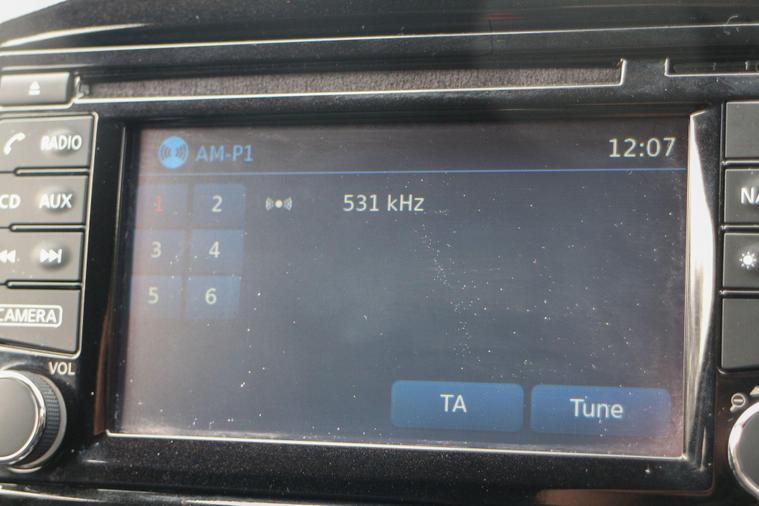 AM-P1
12:07
RADIO
CD
AUX
CAMERA
VOL
1
2
531 kHz
3
4
5
6
TA
Tune